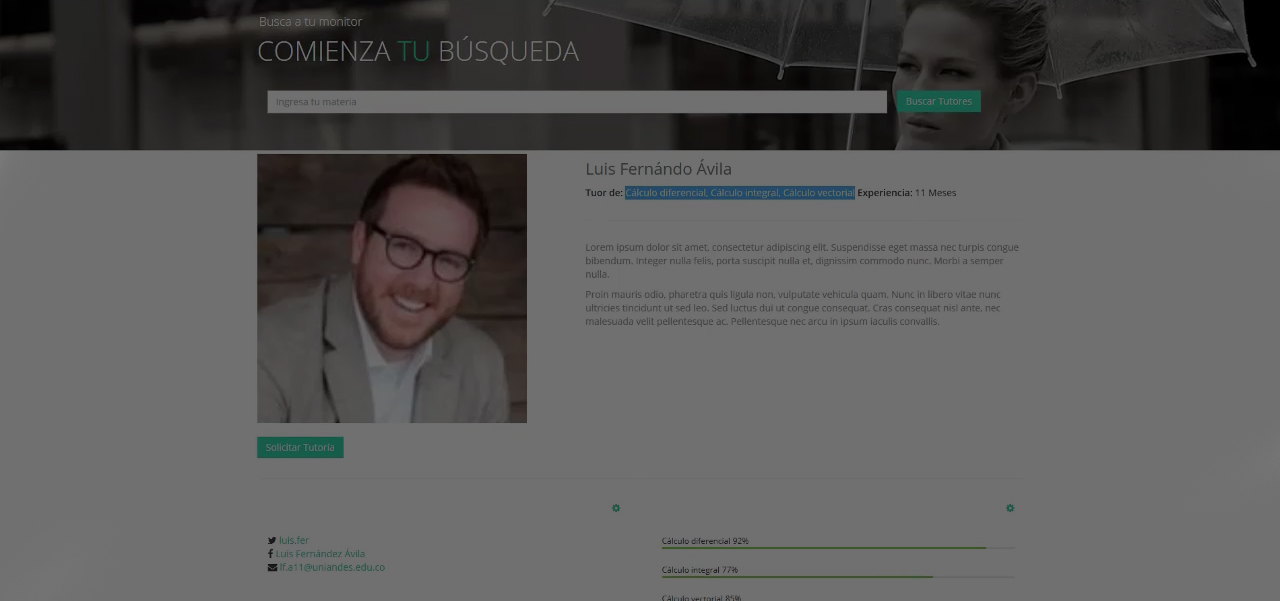 Busca a tu monitor
COMIENZA TU BÚSQUEDA
Ingresa tu materia
Buscar Tutores
Luis Fernándo Ávila
Tuor de: Cálculo diferencial, Cálculo integral, Cálculo vectorial Experiencia: 11 Meses
Lorem ipsum dolor sit amet, consectetur adipiscing elit. Suspendisse eget massa nec turpis congue
bibendum. Integer nulla felis, porta suscipit nulla et, dignissim commodo nunc. Morbi a semper
nulla.
Proin mauris odio, pharetra quis ligula non, vulputate vehicula quam. Nunc in libero vitae nunc
ultricies tincidunt ut sed leo. Sed luctus dui ut congue consequat. Cras consequat nisl ante, nec
malesuada velit pellentesque ac. Pellentesque nec arcu in ipsum iaculis convallis.
Solicitar Tutoría
luis.fer
Luis Fernández Ávila
lf.a11@uniandes.edu.co
Cálculo diferencial 92%
Cálculo integral 77%
Cálculo vectorial 85%